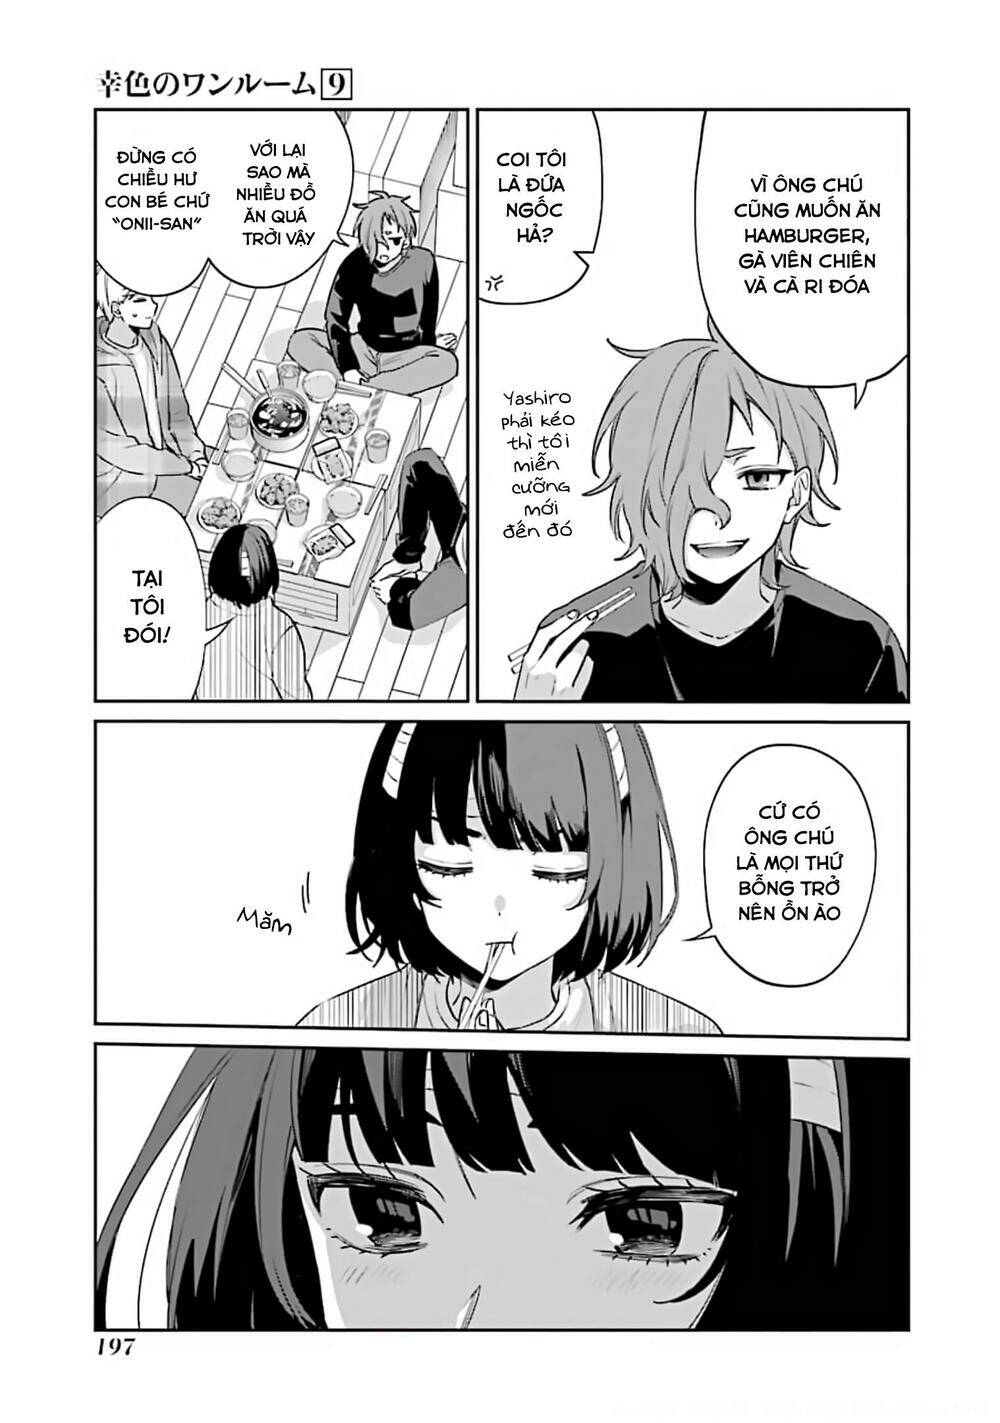 幸色のワンルーム 9
VÌ ÔNG CHÚ
CŨNG MUỐN ĂN
HAMBURGER,
GÀ VIÊN CHIÊN
VÀ CÀ RI ĐÓA
COI TÔI
LÀ ĐỨA
NGỐC
HẢ?
Yashiro
phải kéo
thì tôi
miễn
cưỡng
mới
đến đó
VỚI LẠI
SAO MÀ
NHIỀU ĐỒ
ĂN QUÁ
TRỜI VẬY
ĐỪNG CÓ
CHIỀU HƯ
CON BÉ CHỨ
"ONII-SAN"
TẠI
TÔI
ĐÓI!
CỨ CÓ
ÔNG CHÚ
LÀ MỌI THỨ
BỖNG TRỞ
NÊN ỒN ÀO
Măm
197